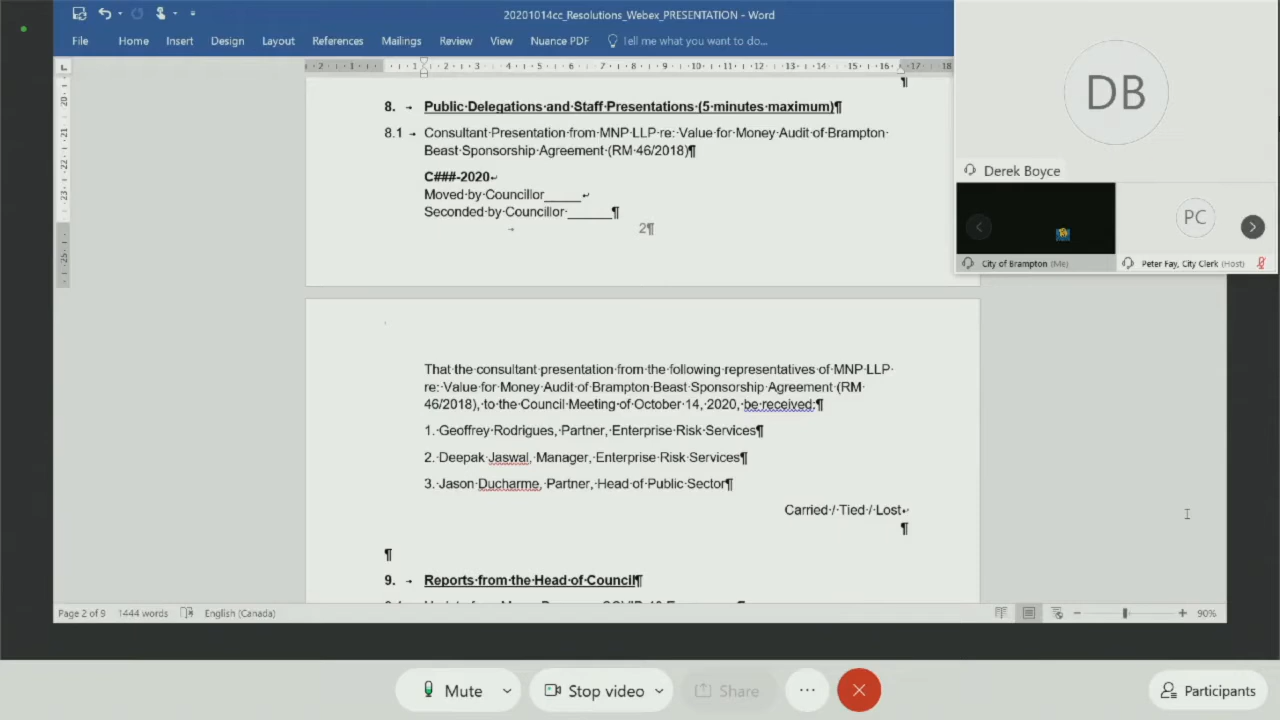 20201014cc_Resolutions_Webex_PRESENTATION - Word
File Home Insert Design Layout References Mailings Review View Nuance PDF Tell me what you want to do...
8. Public Delegations and Staff Presentations (5 minutes maximum)¶
8.1 Consultant Presentation from MNP LLP re: Value for Money Audit of Brampton
Beast Sponsorship Agreement (RM 46/2018)¶
C###-2020
Moved by Councillor_____
Seconded by Councillor ______¶
2¶
That the consultant presentation from the following representatives of MNP LLP
re: Value for Money Audit of Brampton Beast Sponsorship Agreement (RM
46/2018), to the Council Meeting of October 14, 2020, be received:¶
1. Geoffrey Rodrigues, Partner, Enterprise Risk Services¶
2. Deepak Jaswal, Manager, Enterprise Risk Services¶
3. Jason Ducharme, Partner, Head of Public Sector¶
Carried / Tied / Lost
¶
¶
9. Reports from the Head of Council¶
Page 2 of 9 1444 words English (Canada) 90%
DB
Derek Boyce
PC
City of Brampton (Me) Peter Fay, City Clerk (Host)
Mute Stop video Share Participants